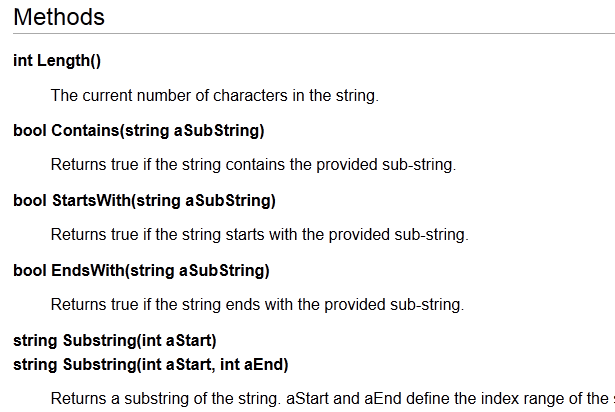 Methods
int Length()
The current number of characters in the string.
bool Contains(string aSubString)
Returns true if the string contains the provided sub-string.
bool StartsWith(string aSubString)
Returns true if the string starts with the provided sub-string.
bool EndsWith(string aSubString)
Returns true if the string ends with the provided sub-string.
string Substring(int aStart)
string Substring(int aStart, int aEnd)
Returns a substring of the string. aStart and aEnd define the index range of the